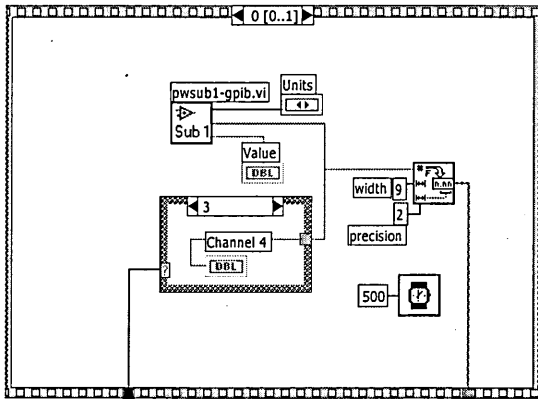 0 [0..1]
Units
pwsub1-gpib.vi
Sub 1
Value
DBL
# F
h.nn
width 9
3
2
precision
Channel 4
DBL
?
500